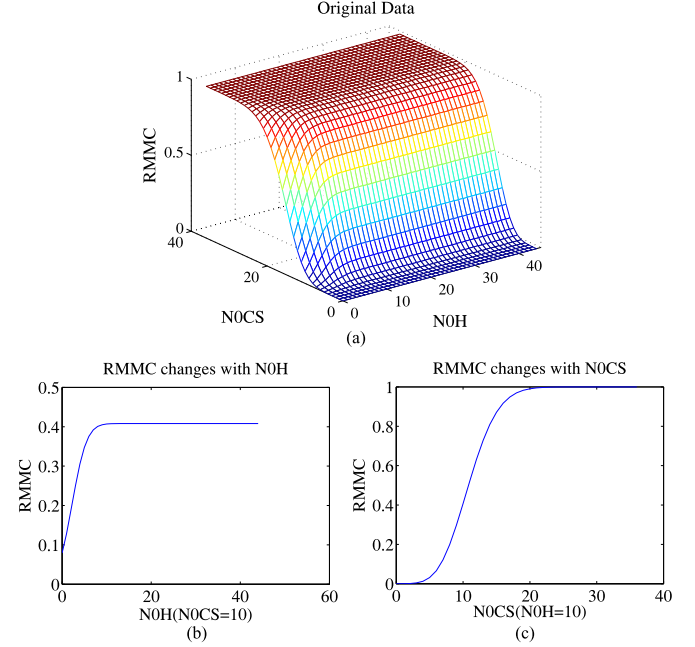 Original Data
1
0.5
0
RMMC
40
20
0
N0CS
0
10
20
30
40
N0H
(a)
RMMC changes with N0H
0.5
0.4
0.3
0.2
0.1
0
RMMC
0
20
40
60
N0H(N0CS=10)
(b)
RMMC changes with N0CS
1
0.8
0.6
0.4
0.2
0
RMMC
0
10
20
30
40
N0CS(N0H=10)
(c)